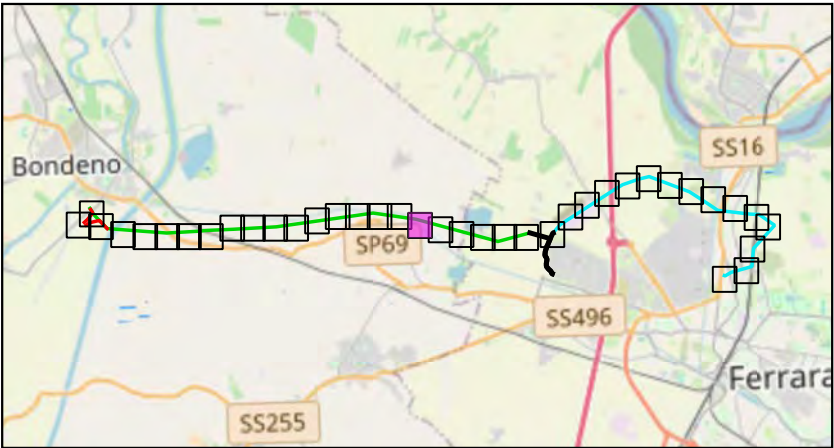 SS16
Bondeno
SP69
SS496
Ferrara
SS255